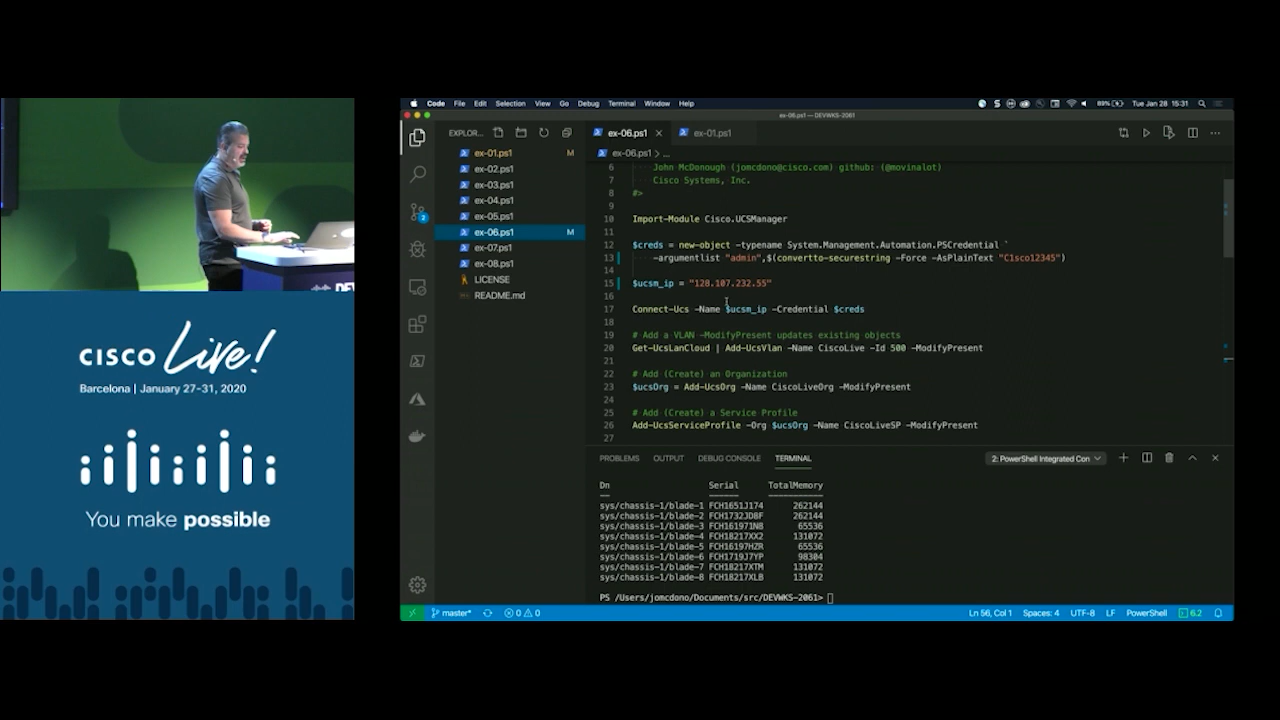 DEV
CISCO Live!
Barcelona | January 27-31, 2020
You make possible
Code File Edit Selection View Go Debug Terminal Window Help
89% Tue Jan 28 15:31
ex-06.ps1 — DEVWKS-2061
EXPLOR...
ex-06.ps1
ex-01.ps1
ex-06.ps1 > ...
ex-01.ps1 M
ex-02.ps1
ex-03.ps1
ex-04.ps1
ex-05.ps1
ex-06.ps1 M
ex-07.ps1
ex-08.ps1
LICENSE
README.md
2
6 John McDonough (jomcdono@cisco.com) github: (@movinalot)
7 Cisco Systems, Inc.
8 #>
9
10 Import-Module Cisco.UCSManager
11
12 $creds = new-object -typename System.Management.Automation.PSCredential `
13 -argumentlist "admin",$(convertto-securestring -Force -AsPlainText "C1sco12345")
14
15 $ucsm_ip = "128.107.232.55"
16
17 Connect-Ucs -Name $ucsm_ip -Credential $creds
18
19 # Add a VLAN -ModifyPresent updates existing objects
20 Get-UcsLanCloud | Add-UcsVlan -Name CiscoLive -Id 500 -ModifyPresent
21
22 # Add (Create) an Organization
23 $ucsOrg = Add-UcsOrg -Name CiscoLiveOrg -ModifyPresent
24
25 # Add (Create) a Service Profile
26 Add-UcsServiceProfile -Org $ucsOrg -Name CiscoLiveSP -ModifyPresent
27
PROBLEMS OUTPUT DEBUG CONSOLE TERMINAL
2: PowerShell Integrated Con
Dn Serial TotalMemory
-- ------ -----------
sys/chassis-1/blade-1 FCH1651J174 262144
sys/chassis-1/blade-2 FCH1732JD8F 262144
sys/chassis-1/blade-3 FCH161971N8 65536
sys/chassis-1/blade-4 FCH18217XX2 131072
sys/chassis-1/blade-5 FCH16197HZR 65536
sys/chassis-1/blade-6 FCH1719J7YP 98304
sys/chassis-1/blade-7 FCH18217XTM 131072
sys/chassis-1/blade-8 FCH18217XLB 131072
PS /Users/jomcdono/Documents/src/DEVWKS-2061>
master* 0 0
Ln 56, Col 1 Spaces: 4 UTF-8 LF PowerShell 6.2